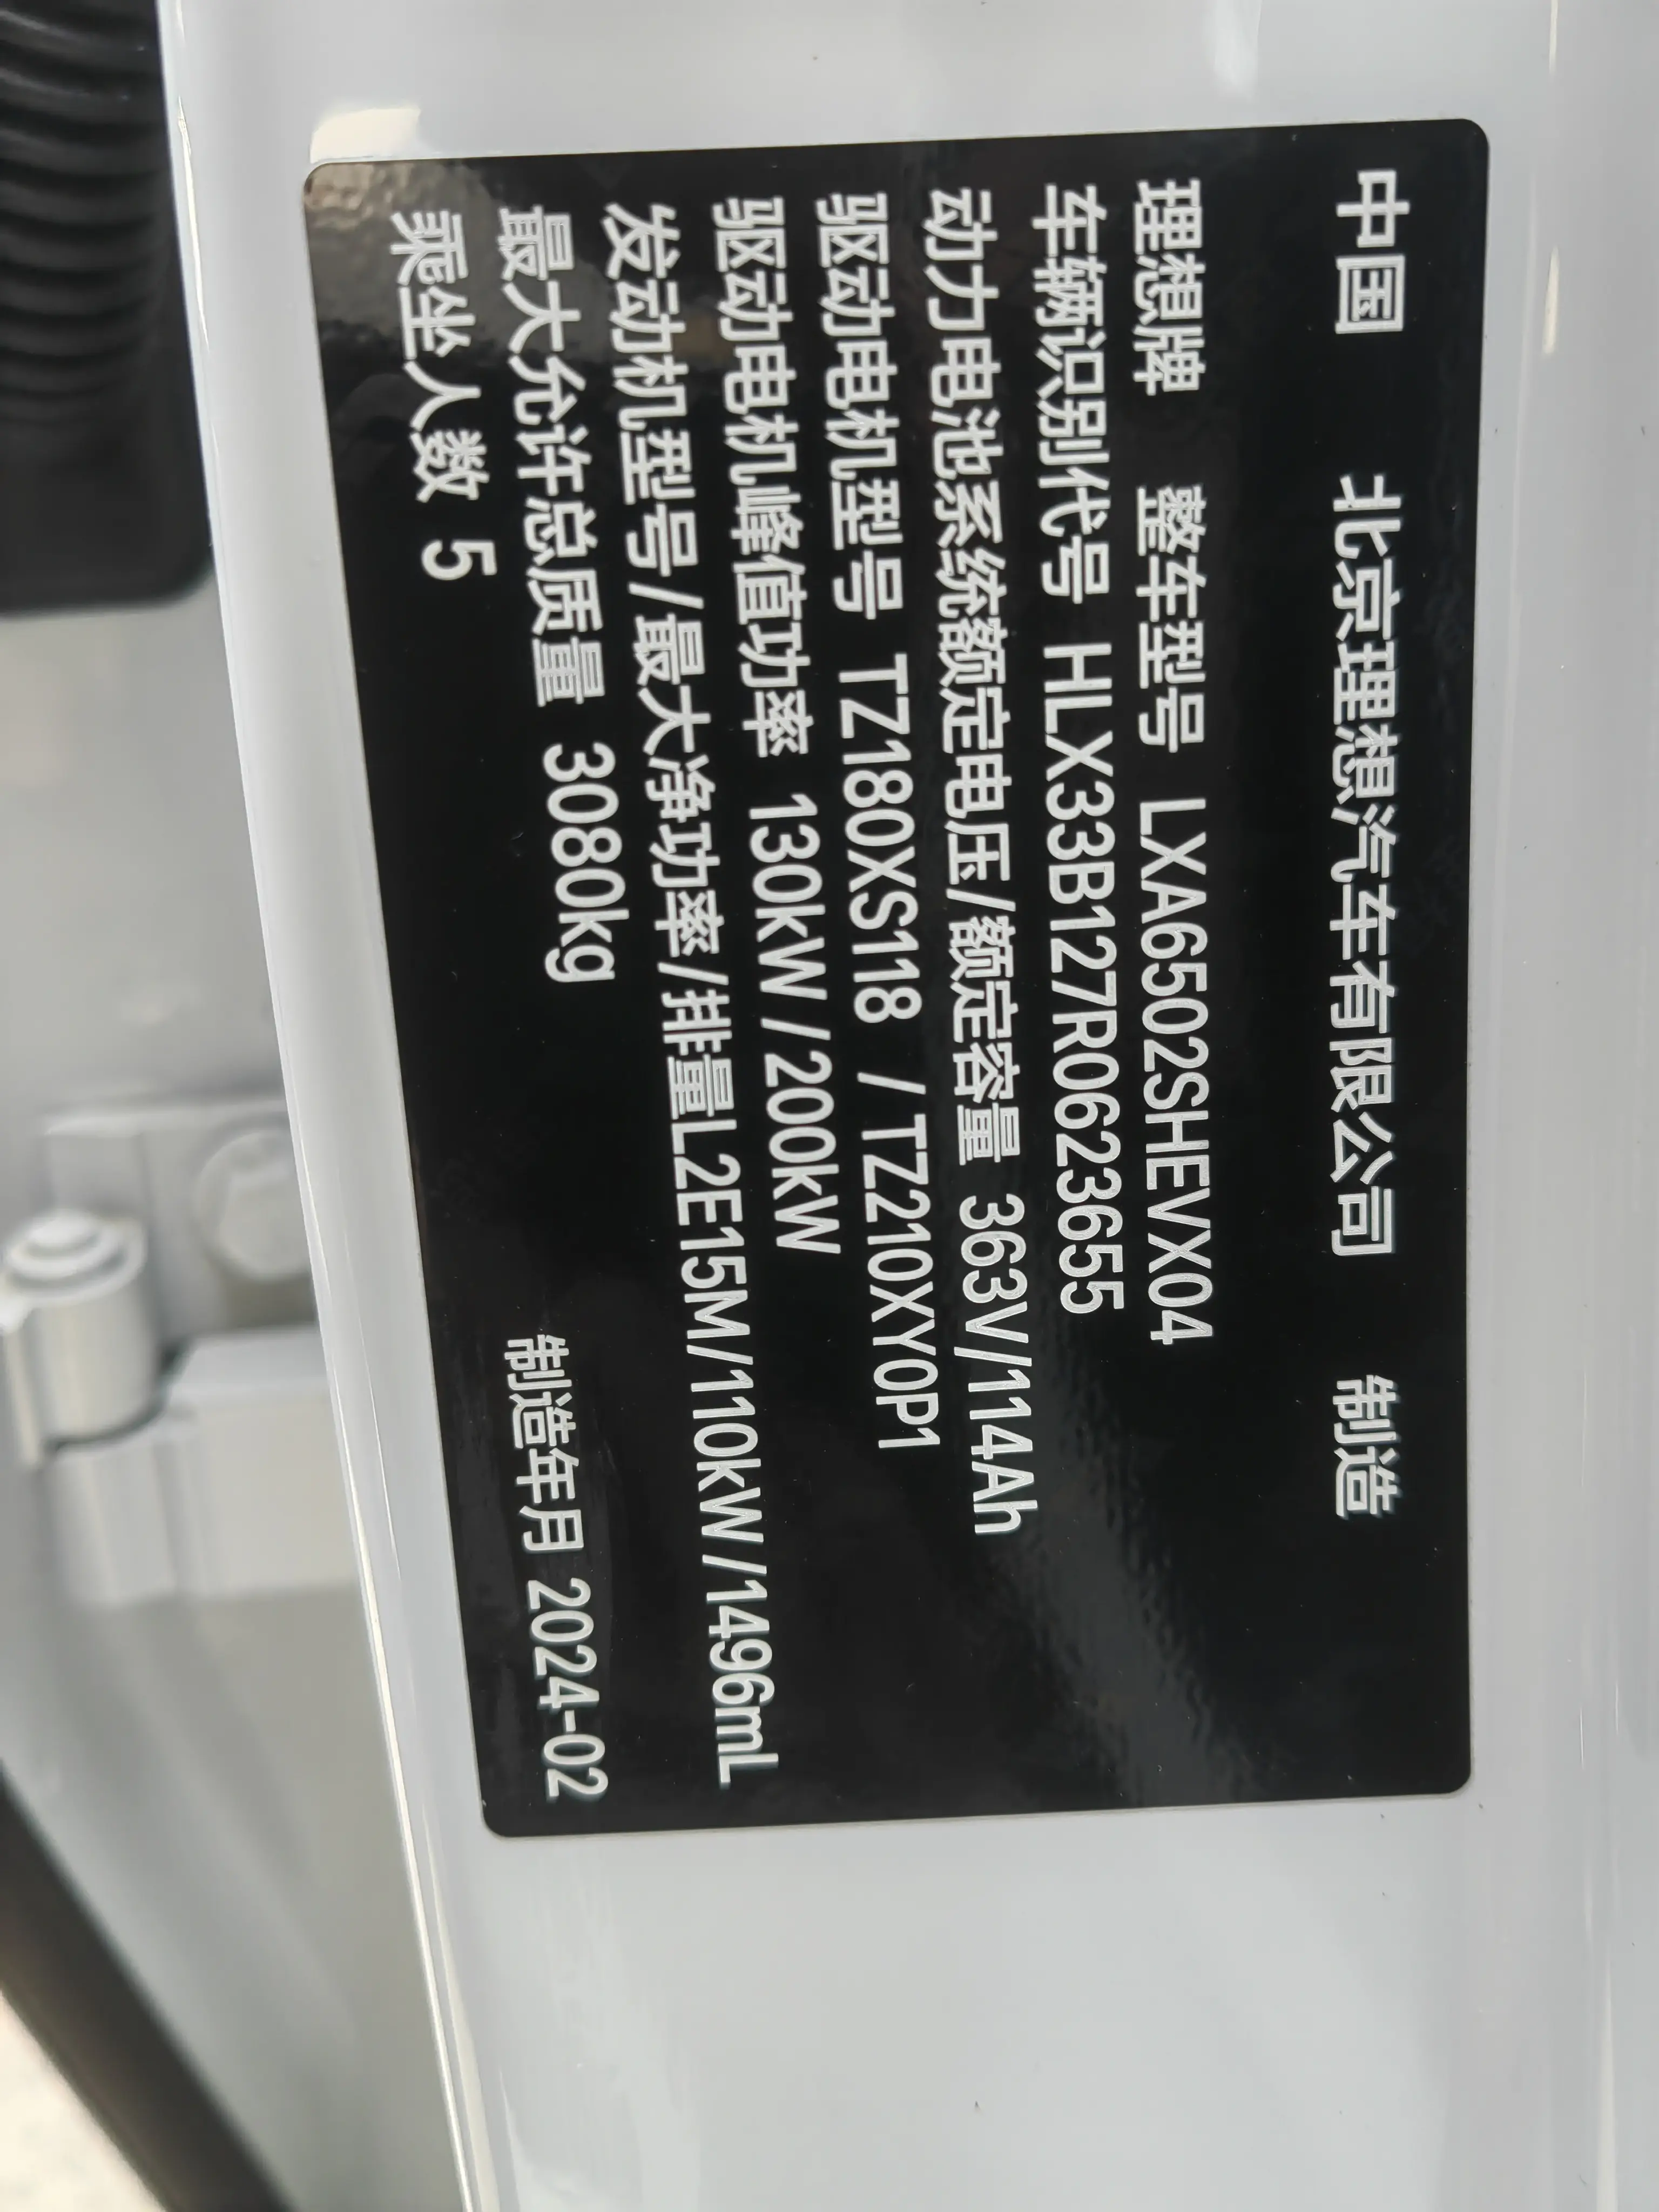 中国 北京理想汽车有限公司 制造
理想牌 整车型号 LXA6502SHEVX04
车辆识别代号 HLX33B127R0623655
动力电池系统额定电压/额定容量 363V/114Ah
驱动电机型号 TZ180XS118 / TZ210XY0P1
驱动电机峰值功率 130kW/200kW
发动机型号/最大净功率/排量L2E15M/110kW/1496mL
最大允许总质量 3080kg
乘坐人数 5 制造年月 2024-02